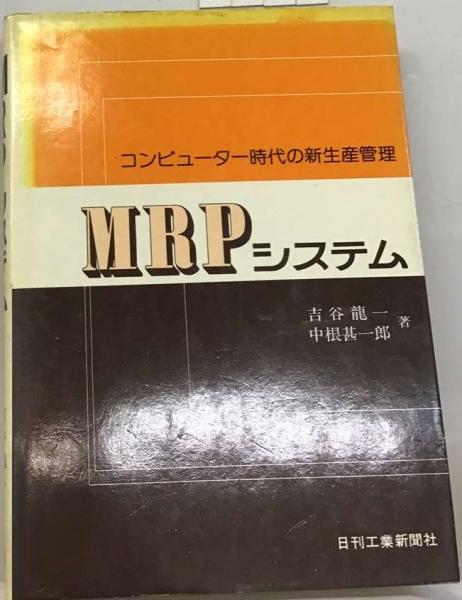 コンピューター時代の新生産管理
MRPシステム
吉谷龍一
中根甚一郎
著
日刊工業新聞社